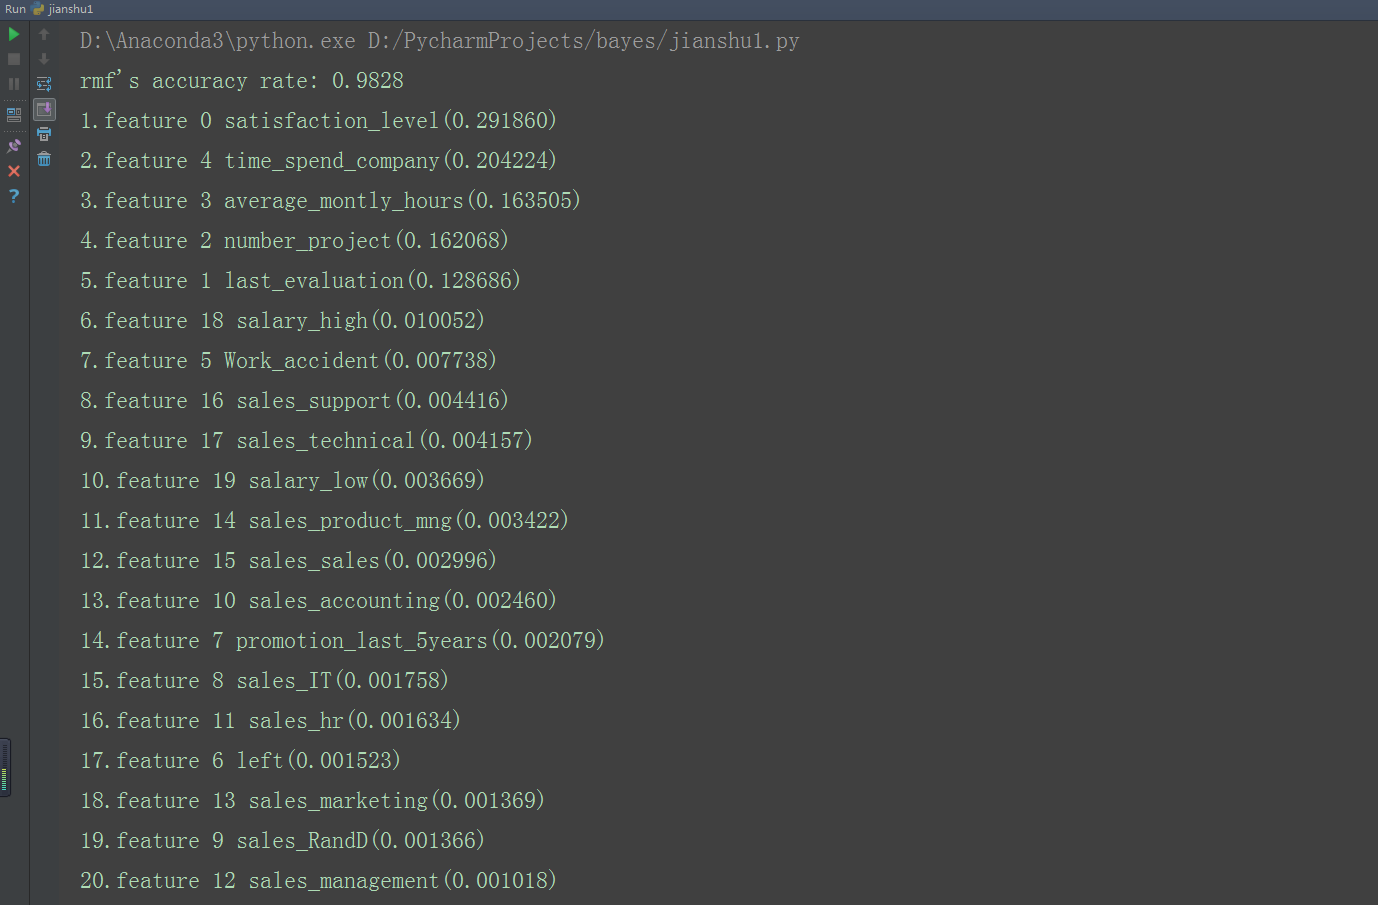 Run jianshu1
D:\Anaconda3\python.exe D:/PycharmProjects/bayes/jianshu1.py
rmf's accuracy rate: 0.9828
1.feature 0 satisfaction_level(0.291860)
2.feature 4 time_spend_company(0.204224)
3.feature 3 average_montly_hours(0.163505)
4.feature 2 number_project(0.162068)
5.feature 1 last_evaluation(0.128686)
6.feature 18 salary_high(0.010052)
7.feature 5 Work_accident(0.007738)
8.feature 16 sales_support(0.004416)
9.feature 17 sales_technical(0.004157)
10.feature 19 salary_low(0.003669)
11.feature 14 sales_product_mng(0.003422)
12.feature 15 sales_sales(0.002996)
13.feature 10 sales_accounting(0.002460)
14.feature 7 promotion_last_5years(0.002079)
15.feature 8 sales_IT(0.001758)
16.feature 11 sales_hr(0.001634)
17.feature 6 left(0.001523)
18.feature 13 sales_marketing(0.001369)
19.feature 9 sales_RandD(0.001366)
20.feature 12 sales_management(0.001018)